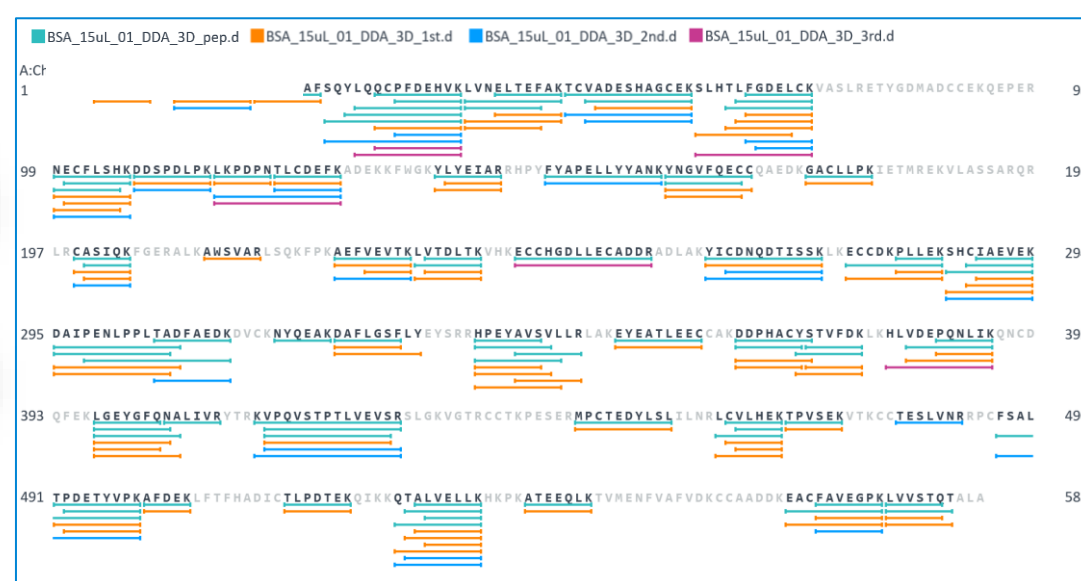 BSA_15uL_01_DDA_3D_pep.d BSA_15uL_01_DDA_3D_1st.d BSA_15uL_01_DDA_3D_2nd.d BSA_15uL_01_DDA_3D_3rd.d
A:Ch
1 AFSQYLQQCPFDEHVKLVNELTEFAKTCVADESHAGCEKSLHTLFGDELCKVASLRETYGDMADCCEKQEPER 9
99 NECFLSHKDDSPDLPKLKPDPNTLCDEFKADEKKFWGKYLYEIARRHPYFYAPELLYYANKYNGVFQECCQAEDKGACLLPKIETMREKVLASSARQR 19
197 LRCASIQKFGERALKAWSVARLSQKFPKAEFVEVTKLVTDLTKVHKECCHGDLLECADDRADLAKYICDNQDTISSKLKECCDKPLLEKSHCIAEVEK 29
295 DAIPENLPPLTADFAEDKDVCKNYQEAKDAFLGSFLYEYSRRHPEYAVSVLLRLAKEYEATLEECCAKDDPHACYSTVFDKLKHLVDEPQNLIKQNCD 39
393 QFEKLGEYGFQNALIVRYTRKVPQVSTPTLVEVSRSLGKVGTRCCTKPESERMPCTEDYLSLILNRLCVLHEKTPVSEKVTKCCTESLVNRRPCFSAL 49
491 TPDETYVPKAFDEKLFTFHADICTLPDTEKQIKKQTALVELLKHKPKATEEQLKTVMENFVAFVDKCCAADDKEACFAVEGPKLVVSTQTALA 58